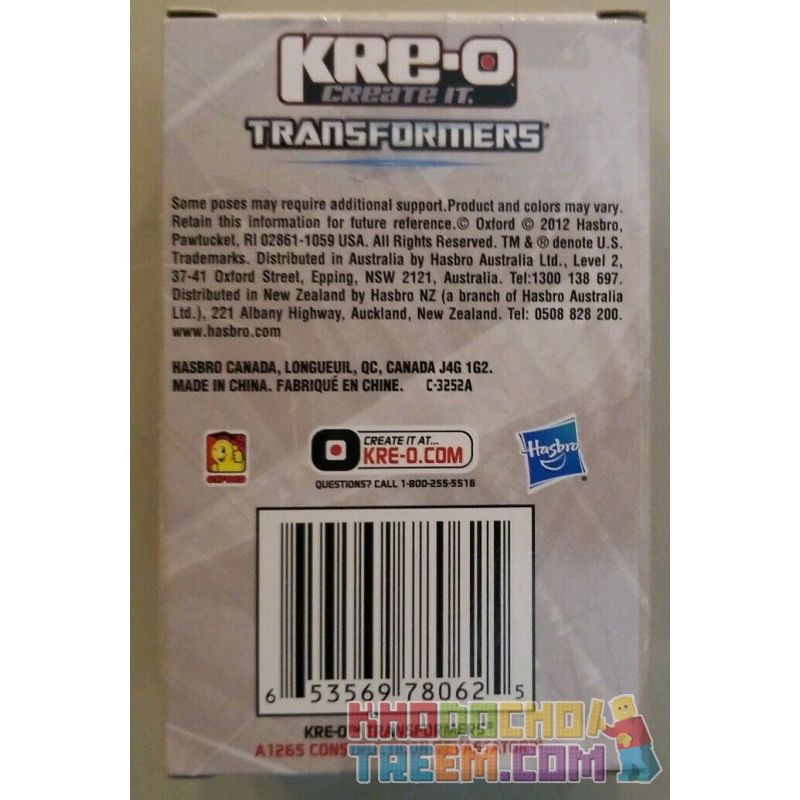 KRE-O
CREATE IT.
TRANSFORMERS™
Some poses may require additional support.Product and colors may vary.
Retain this information for future reference.© Oxford © 2012 Hasbro,
Pawtucket, RI 02861-1059 USA. All Rights Reserved. TM & ® denote U.S.
Trademarks. Distributed in Australia by Hasbro Australia Ltd., Level 2,
37-41 Oxford Street, Epping, NSW 2121, Australia. Tel:1300 138 697.
Distributed in New Zealand by Hasbro NZ (a branch of Hasbro Australia
Ltd.), 221 Albany Highway, Auckland, New Zealand. Tel: 0508 828 200.
www.hasbro.com
HASBRO CANADA, LONGUEUIL, QC, CANADA J4G 1G2.
MADE IN CHINA. FABRIQUÉ EN CHINE. C-3252A
OXFORD
CREATE IT AT...
KRE-O.COM
Hasbro
QUESTIONS? CALL 1-800-255-5516
6 53569 78062 5
KRE-O™ TRANSFORMERS®
A1265
KHODOCHO
TREEM.COM